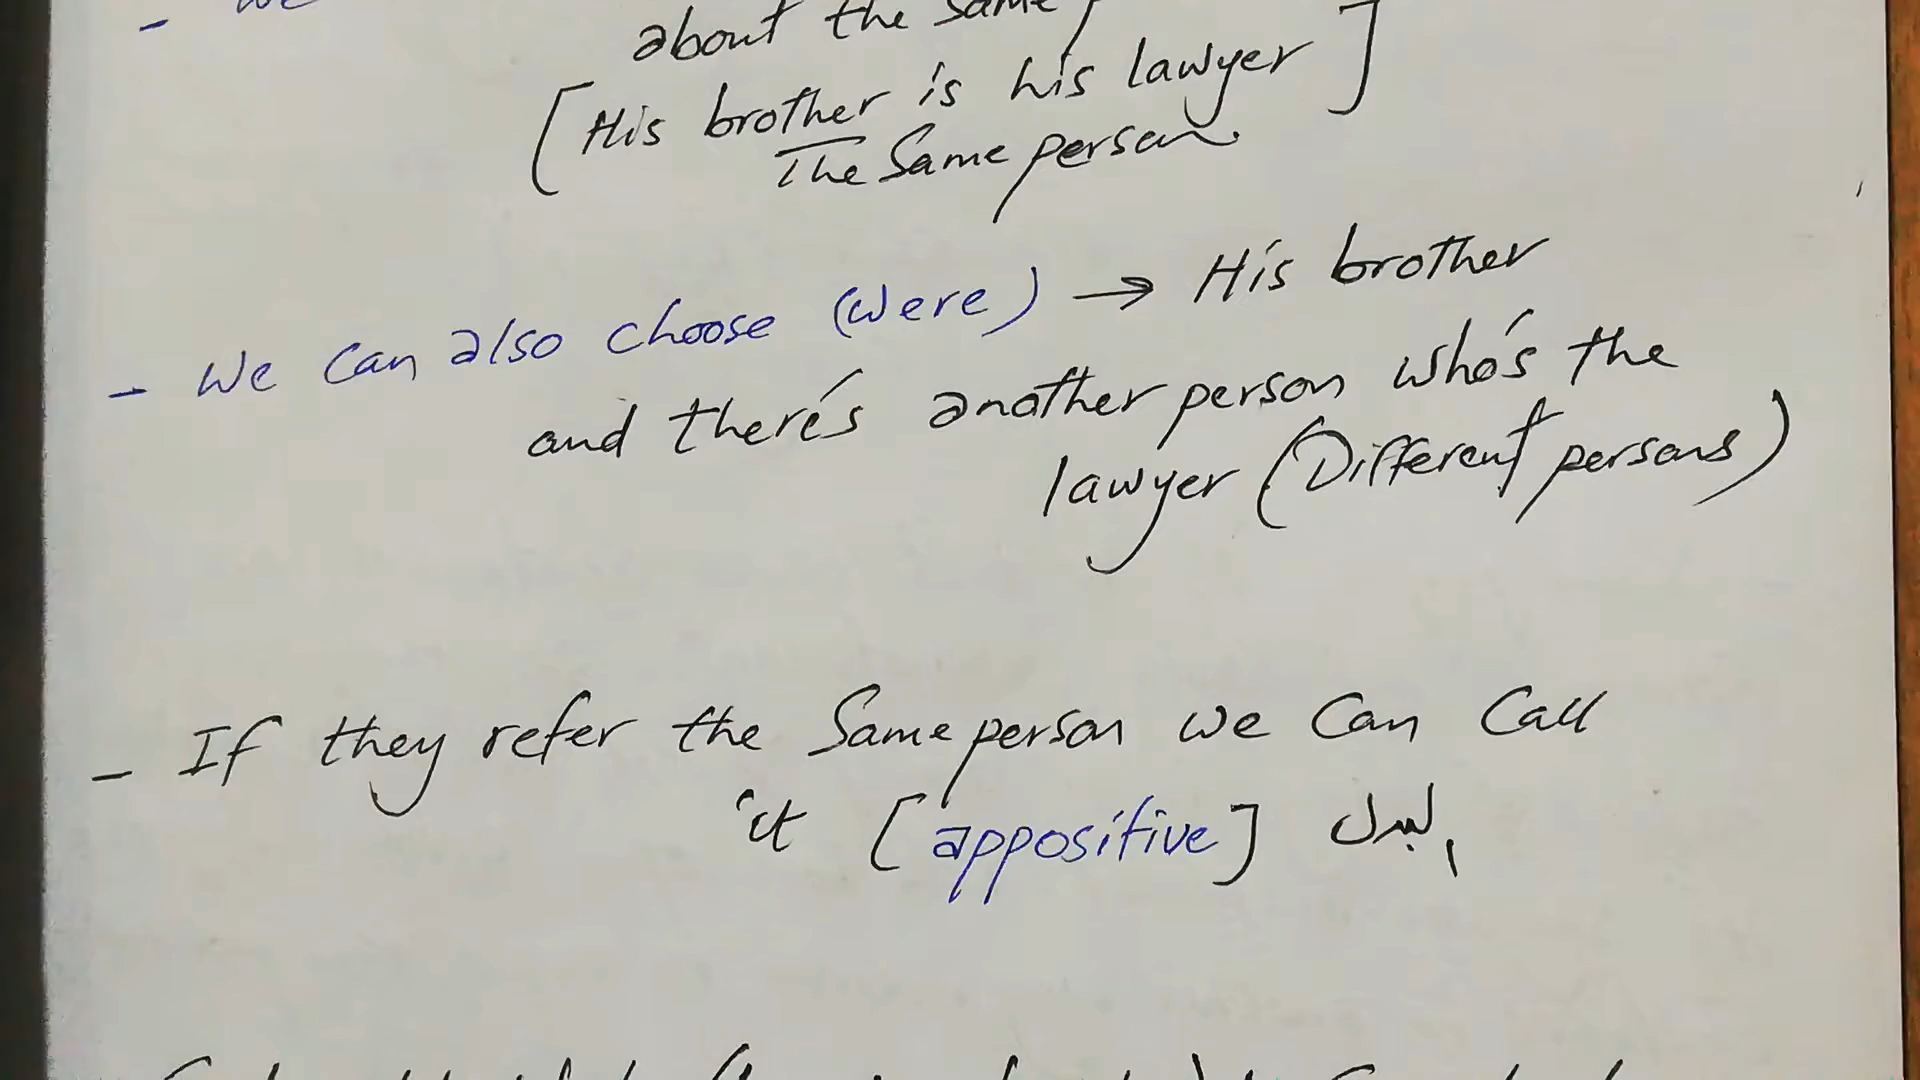 - We
about the same
[His brother is his lawyer]
The Same person
- We can also choose (were) → His brother
and there's another person who's the
lawyer (Different persons)
- If they refer the Same person we can call
it [appositive] البدل